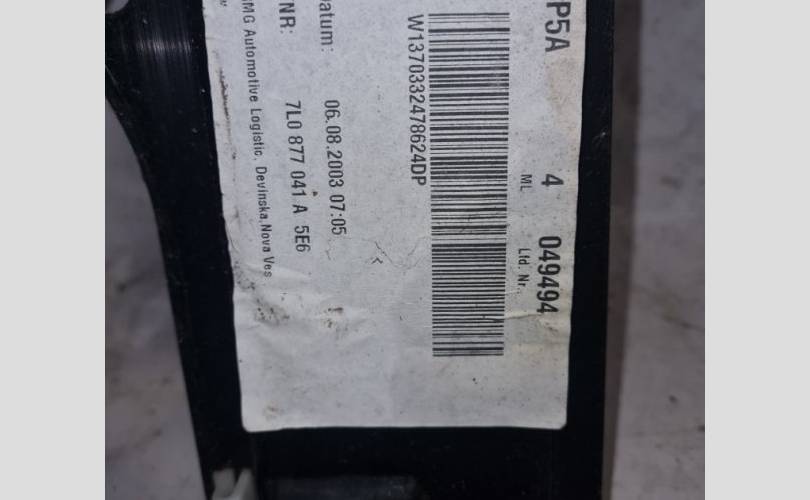 P5A 4 049494
ML Lfd. Nr.
W1370332478624DP
atum: 06.08.2003 07:05
NR: 7L0 877 041 A 5E6
MG Automotive Logistic, Devinska Nova Ves